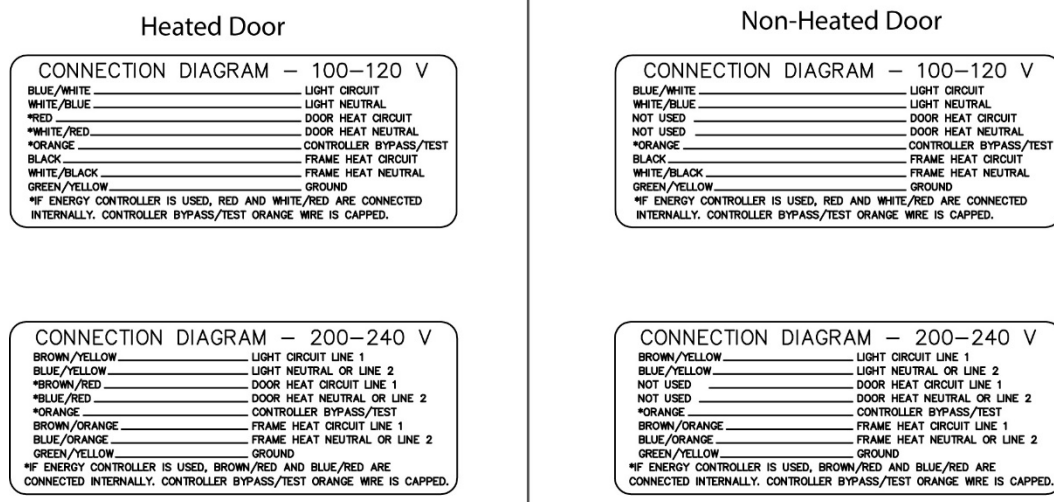 Heated Door
CONNECTION DIAGRAM – 100–120 V
BLUE/WHITE LIGHT CIRCUIT
WHITE/BLUE LIGHT NEUTRAL
*RED DOOR HEAT CIRCUIT
*WHITE/RED DOOR HEAT NEUTRAL
*ORANGE CONTROLLER BYPASS/TEST
BLACK FRAME HEAT CIRCUIT
WHITE/BLACK FRAME HEAT NEUTRAL
GREEN/YELLOW GROUND
*IF ENERGY CONTROLLER IS USED, RED AND WHITE/RED ARE CONNECTED
INTERNALLY. CONTROLLER BYPASS/TEST ORANGE WIRE IS CAPPED.
CONNECTION DIAGRAM – 200–240 V
BROWN/YELLOW LIGHT CIRCUIT LINE 1
BLUE/YELLOW LIGHT NEUTRAL OR LINE 2
*BROWN/RED DOOR HEAT CIRCUIT LINE 1
*BLUE/RED DOOR HEAT NEUTRAL OR LINE 2
*ORANGE CONTROLLER BYPASS/TEST
BROWN/ORANGE FRAME HEAT CIRCUIT LINE 1
BLUE/ORANGE FRAME HEAT NEUTRAL OR LINE 2
GREEN/YELLOW GROUND
*IF ENERGY CONTROLLER IS USED, BROWN/RED AND BLUE/RED ARE
CONNECTED INTERNALLY. CONTROLLER BYPASS/TEST ORANGE WIRE IS CAPPED.
Non-Heated Door
CONNECTION DIAGRAM – 100–120 V
BLUE/WHITE LIGHT CIRCUIT
WHITE/BLUE LIGHT NEUTRAL
NOT USED DOOR HEAT CIRCUIT
NOT USED DOOR HEAT NEUTRAL
*ORANGE CONTROLLER BYPASS/TEST
BLACK FRAME HEAT CIRCUIT
WHITE/BLACK FRAME HEAT NEUTRAL
GREEN/YELLOW GROUND
*IF ENERGY CONTROLLER IS USED, RED AND WHITE/RED ARE CONNECTED
INTERNALLY. CONTROLLER BYPASS/TEST ORANGE WIRE IS CAPPED.
CONNECTION DIAGRAM – 200–240 V
BROWN/YELLOW LIGHT CIRCUIT LINE 1
BLUE/YELLOW LIGHT NEUTRAL OR LINE 2
NOT USED DOOR HEAT CIRCUIT LINE 1
NOT USED DOOR HEAT NEUTRAL OR LINE 2
*ORANGE CONTROLLER BYPASS/TEST
BROWN/ORANGE FRAME HEAT CIRCUIT LINE 1
BLUE/ORANGE FRAME HEAT NEUTRAL OR LINE 2
GREEN/YELLOW GROUND
*IF ENERGY CONTROLLER IS USED, BROWN/RED AND BLUE/RED ARE
CONNECTED INTERNALLY. CONTROLLER BYPASS/TEST ORANGE WIRE IS CAPPED.